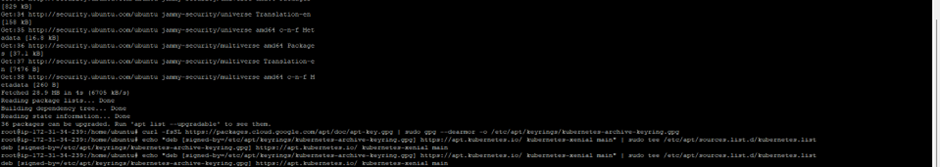 [829 kB]
Get:34 http://security.ubuntu.com/ubuntu jammy-security/universe Translation-en
[158 kB]
Get:35 http://security.ubuntu.com/ubuntu jammy-security/universe amd64 c-n-f Met
adata [16.8 kB]
Get:36 http://security.ubuntu.com/ubuntu jammy-security/multiverse amd64 Package
s [37.1 kB]
Get:37 http://security.ubuntu.com/ubuntu jammy-security/multiverse Translation-e
n [7476 B]
Get:38 http://security.ubuntu.com/ubuntu jammy-security/multiverse amd64 c-n-f M
etadata [260 B]
Fetched 28.9 MB in 4s (6705 kB/s)
Reading package lists... Done
Building dependency tree... Done
Reading state information... Done
36 packages can be upgraded. Run 'apt list --upgradable' to see them.
root@ip-172-31-34-239:/home/ubuntu# curl -fsSL https://packages.cloud.google.com/apt/doc/apt-key.gpg | sudo gpg --dearmor -o /etc/apt/keyrings/kubernetes-archive-keyring.gpg
root@ip-172-31-34-239:/home/ubuntu# echo "deb [signed-by=/etc/apt/keyrings/kubernetes-archive-keyring.gpg] https://apt.kubernetes.io/ kubernetes-xenial main" | sudo tee /etc/apt/sources.list.d/kubernetes.list
deb [signed-by=/etc/apt/keyrings/kubernetes-archive-keyring.gpg] https://apt.kubernetes.io/ kubernetes-xenial main
root@ip-172-31-34-239:/home/ubuntu# echo "deb [signed-by=/etc/apt/keyrings/kubernetes-archive-keyring.gpg] https://apt.kubernetes.io/ kubernetes-xenial main" | sudo tee /etc/apt/sources.list.d/kubernetes.list
deb [signed-by=/etc/apt/keyrings/kubernetes-archive-keyring.gpg] https://apt.kubernetes.io/ kubernetes-xenial main